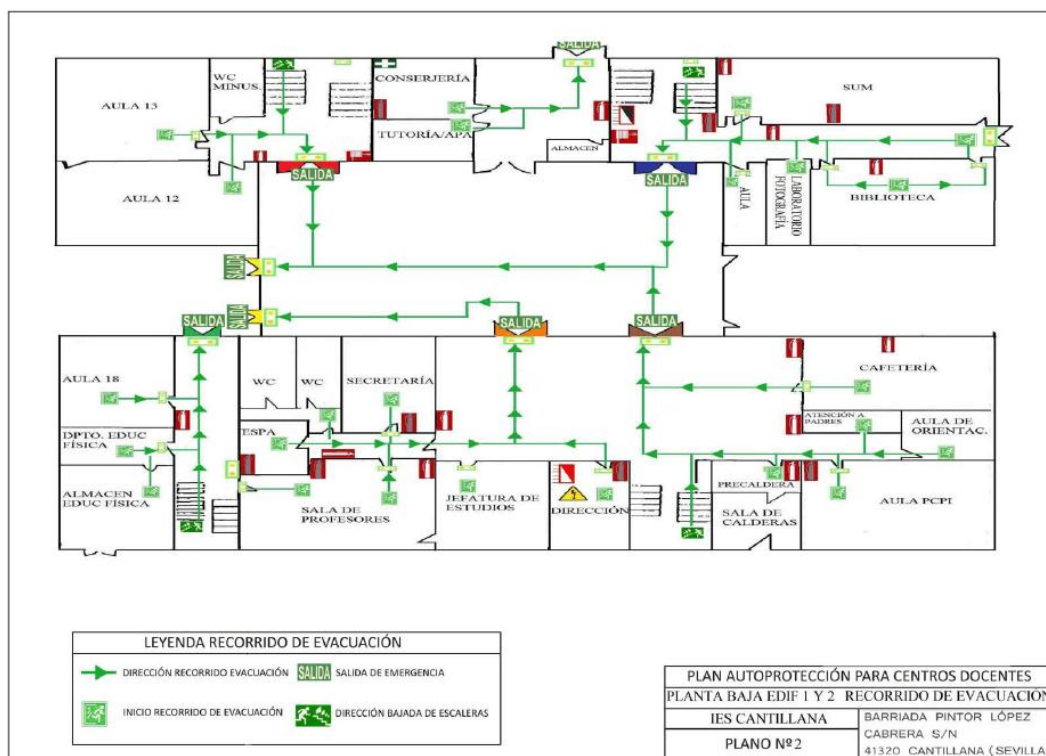 SALIDA
WC
MINUS.
CONSERJERÍA
SUM
AULA 13
TUTORÍA/APA
ALMACEN
SALIDA
SALIDA
AULA 12
AULA
LABORATORIO
FOTOGRAFÍA
BIBLIOTECA
SALIDA
SALIDA
SALIDA
SALIDA
SALIDA
AULA 18
WC
WC
SECRETARÍA
CAFETERÍA
DPTO. EDUC
FÍSICA
ESPA
ATENCIÓN A
PADRES
AULA DE
ORIENTAC.
ALMACEN
EDUC FÍSICA
SALA DE
PROFESORES
JEFATURA DE
ESTUDIOS
DIRECCIÓN
PRECALDERA
SALA DE
CALDERAS
AULA PCPI
LEYENDA RECORRIDO DE EVACUACIÓN
DIRECCIÓN RECORRIDO EVACUACIÓN
SALIDA
SALIDA DE EMERGENCIA
INICIO RECORRIDO DE EVACUACIÓN
DIRECCIÓN BAJADA DE ESCALERAS
PLAN AUTOPROTECCIÓN PARA CENTROS DOCENTES
PLANTA BAJA EDIF 1 Y 2 RECORRIDO DE EVACUACIÓN
IES CANTILLANA
PLANO Nº 2
BARRIADA PINTOR LÓPEZ
CABRERA S/N
41320 CANTILLANA (SEVILLA